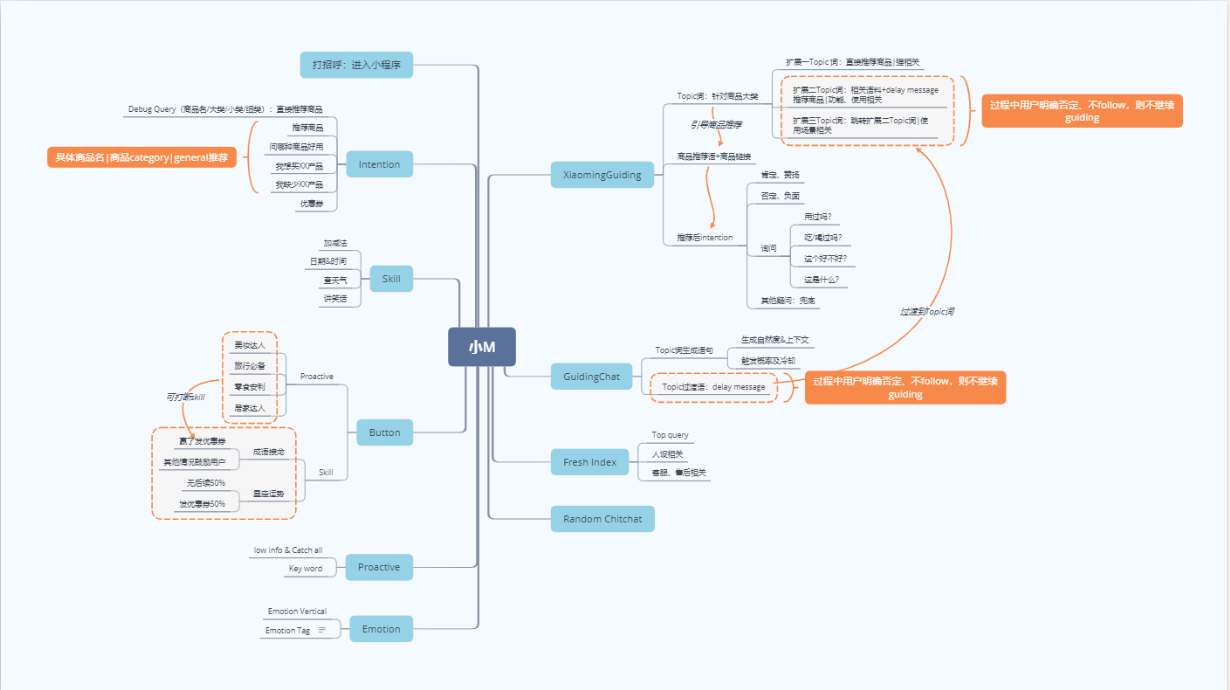 打招呼：进入小程序
Debug Query（商品名/大类/小类/细类）：直接推荐商品
推荐商品
问哪种商品好用
我想买XX产品
我缺少XX产品
优惠券
具体商品名|商品category|general推荐
Intention
加减法
日期&时间
查天气
讲笑话
Skill
小M
美妆达人
旅行必备
零食安利
居家达人
Proactive
可打断skill
赢了发优惠券
其他情况鼓励用户
成语接龙
无后续50%
发优惠券50%
星座运势
Skill
Button
low info & Catch all
Key word
Proactive
Emotion Vertical
Emotion Tag
Emotion
XiaomingGuiding
Topic词：针对商品大类
扩展一Topic词：直接推荐商品|强相关
扩展二Topic词：相关语料+delay message
推荐商品|功能、使用相关
扩展三Topic词：跳转扩展二Topic词|使
用场景相关
过程中用户明确否定、不follow，则不继续
guiding
引导商品推荐
商品推荐语+商品链接
推荐后intention
肯定、赞扬
否定、负面
询问
用过吗？
吃/喝过吗？
这个好不好？
这是什么？
其他疑问：兜底
过渡到Topic词
GuidingChat
Topic词生成语句
生成自然度&上下文
触发概率及冷却
Topic过渡语：delay message
过程中用户明确否定、不follow，则不继续
guiding
Fresh Index
Top query
人设相关
客服、售后相关
Random Chitchat